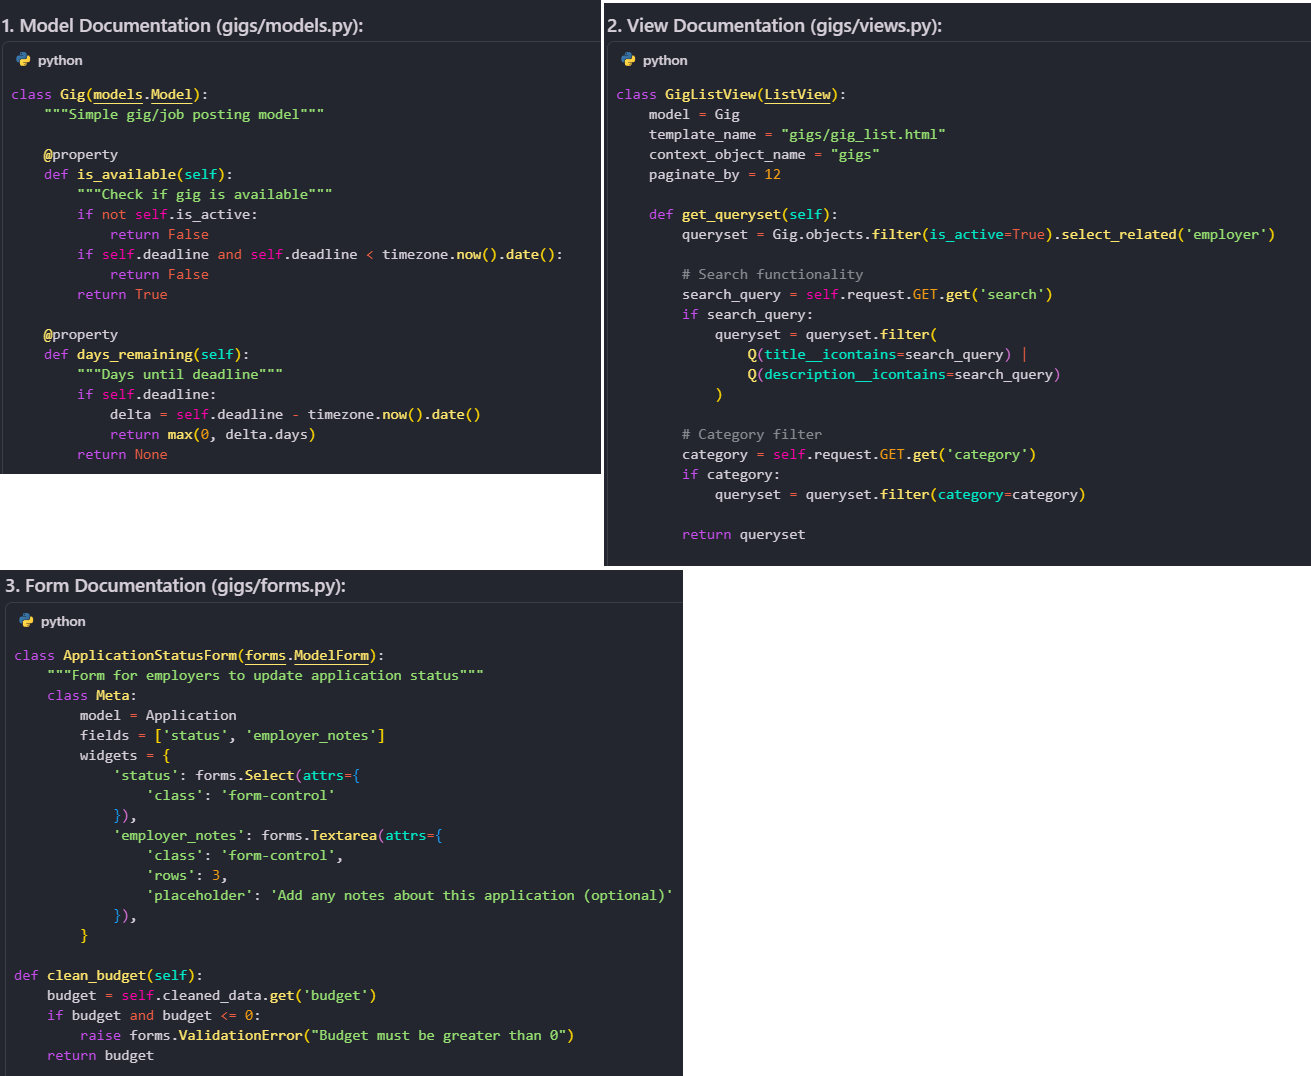 1. Model Documentation (gigs/models.py):
python
class Gig(models.Model):
    """Simple gig/job posting model"""

    @property
    def is_available(self):
        """Check if gig is available"""
        if not self.is_active:
            return False
        if self.deadline and self.deadline < timezone.now().date():
            return False
        return True

    @property
    def days_remaining(self):
        """Days until deadline"""
        if self.deadline:
            delta = self.deadline - timezone.now().date()
            return max(0, delta.days)
        return None
2. View Documentation (gigs/views.py):
python
class GigListView(ListView):
    model = Gig
    template_name = "gigs/gig_list.html"
    context_object_name = "gigs"
    paginate_by = 12

    def get_queryset(self):
        queryset = Gig.objects.filter(is_active=True).select_related('employer')

        # Search functionality
        search_query = self.request.GET.get('search')
        if search_query:
            queryset = queryset.filter(
                Q(title__icontains=search_query) |
                Q(description__icontains=search_query)
            )

        # Category filter
        category = self.request.GET.get('category')
        if category:
            queryset = queryset.filter(category=category)

        return queryset
3. Form Documentation (gigs/forms.py):
python
class ApplicationStatusForm(forms.ModelForm):
    """Form for employers to update application status"""
    class Meta:
        model = Application
        fields = ['status', 'employer_notes']
        widgets = {
            'status': forms.Select(attrs={
                'class': 'form-control'
            }),
            'employer_notes': forms.Textarea(attrs={
                'class': 'form-control',
                'rows': 3,
                'placeholder': 'Add any notes about this application (optional)'
            }),
        }

def clean_budget(self):
    budget = self.cleaned_data.get('budget')
    if budget and budget <= 0:
        raise forms.ValidationError("Budget must be greater than 0")
    return budget